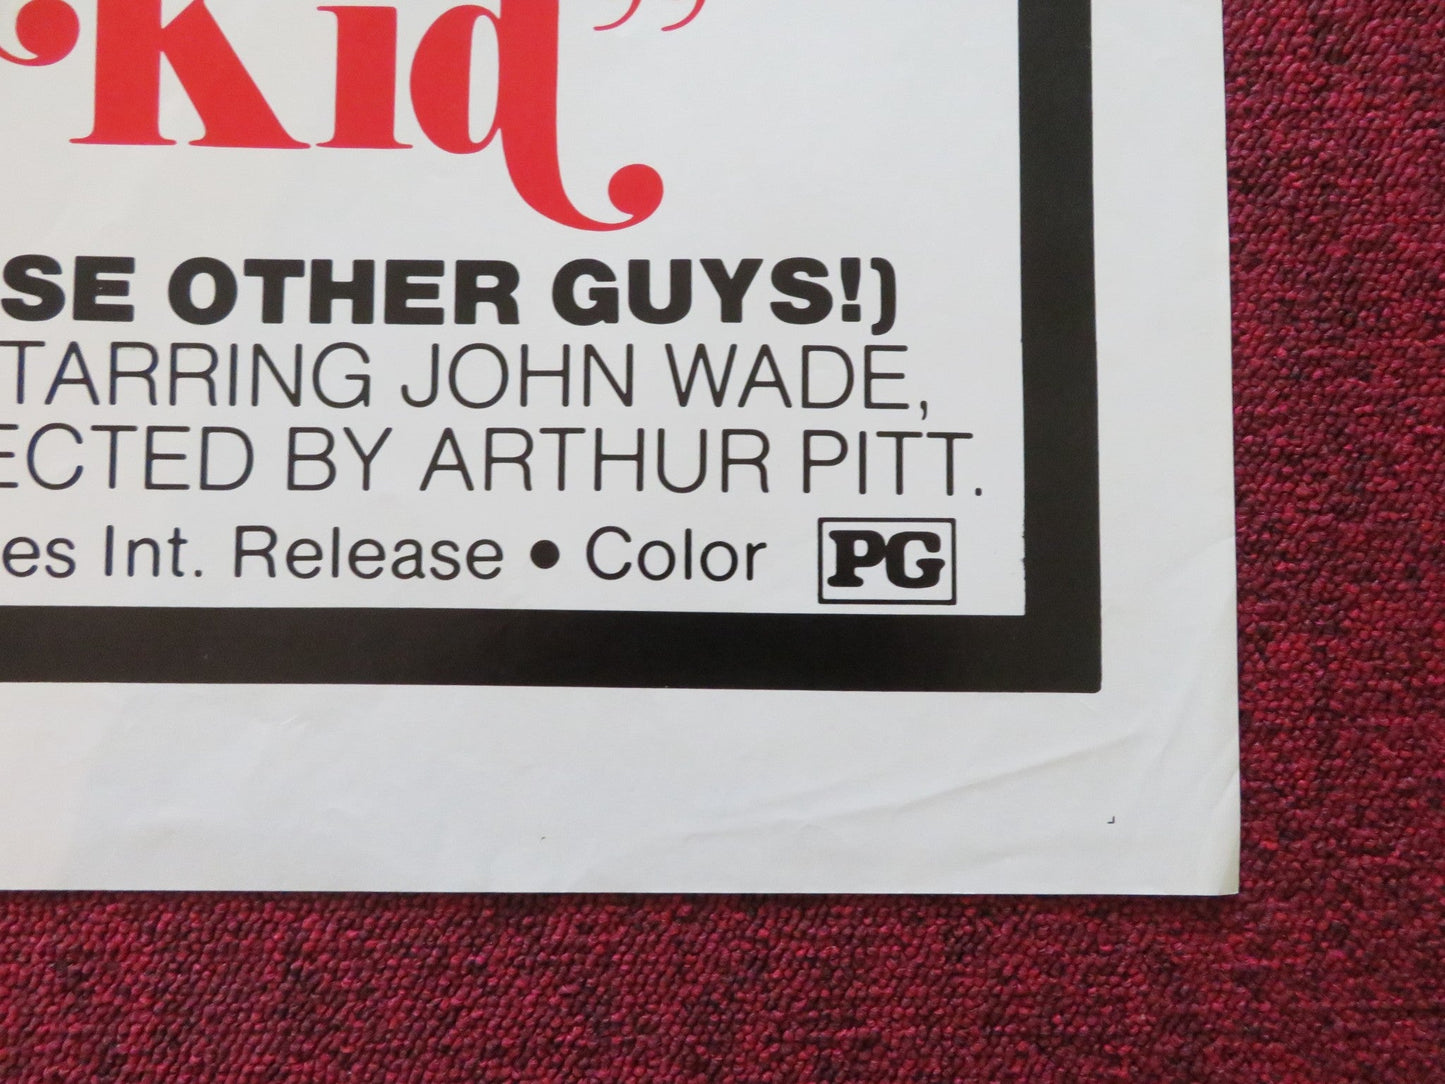 Kid”
SE OTHER GUYS!)
TARRING JOHN WADE,
ECTED BY ARTHUR PITT.
es Int. Release • Color PG